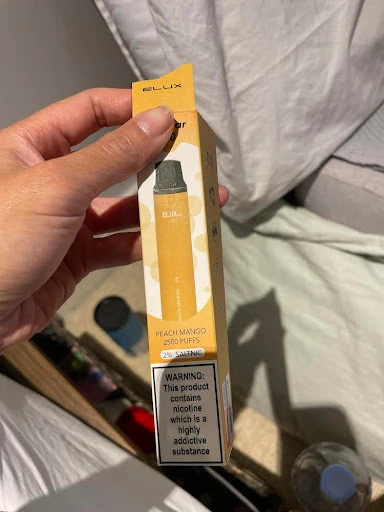 ELUX
ELUX
PEACH MANGO
2500 PUFFS
2% SALTNIC
WARNING:
This product
contains
nicotine
which is a
highly
addictive
substance